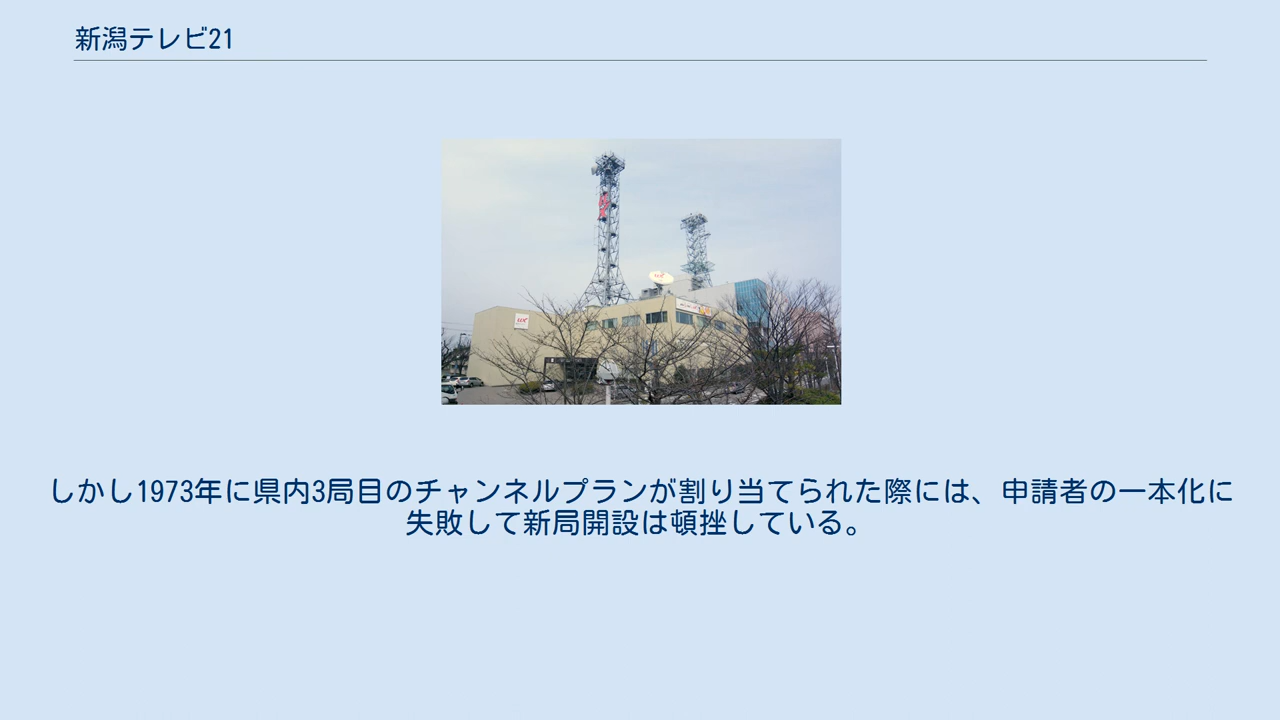 新潟テレビ21
しかし1973年に県内3局目のチャンネルプランが割り当てられた際には、申請者の一本化に
失敗して新局開設は頓挫している。